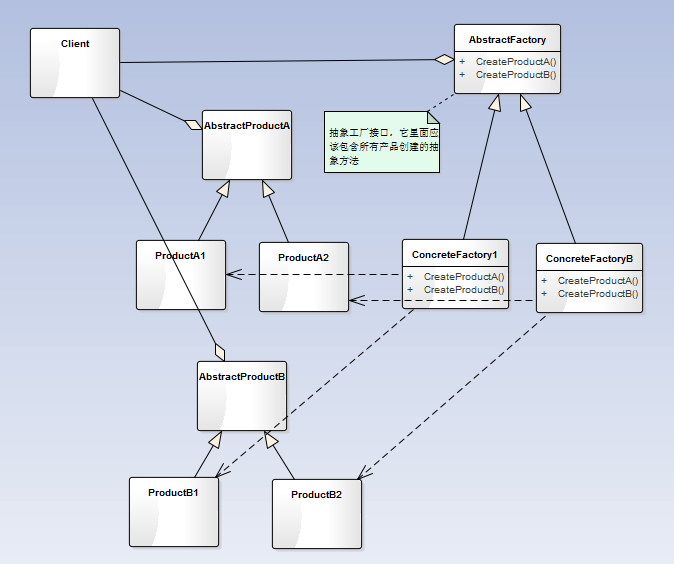 Client
AbstractFactory
+ CreateProductA()
+ CreateProductB()
AbstractProductA
抽象工厂接口，它里面应
该包含所有产品创建的抽
象方法
ProductA1
ProductA2
ConcreteFactory1
+ CreateProductA()
+ CreateProductB()
ConcreteFactoryB
+ CreateProductA()
+ CreateProductB()
AbstractProductB
ProductB1
ProductB2